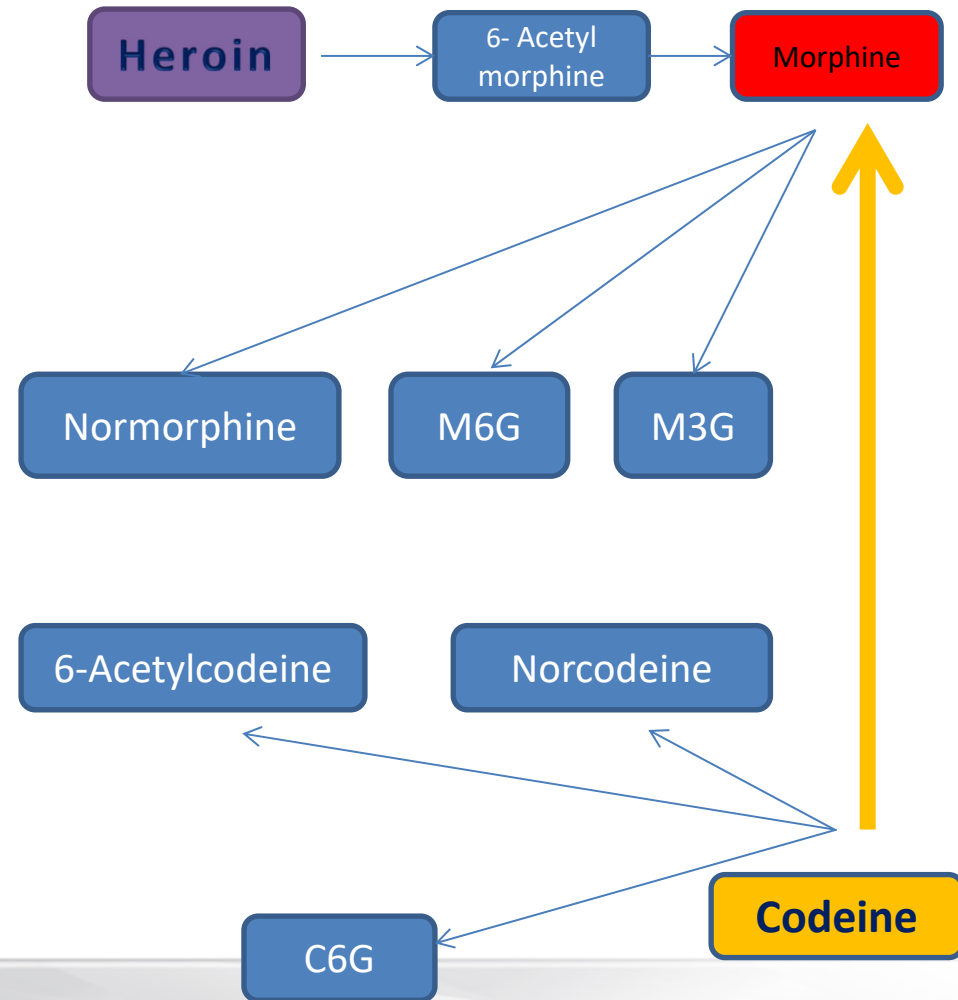 Heroin
6- Acetyl
morphine
Morphine
Normorphine
M6G
M3G
6-Acetylcodeine
Norcodeine
Codeine
C6G